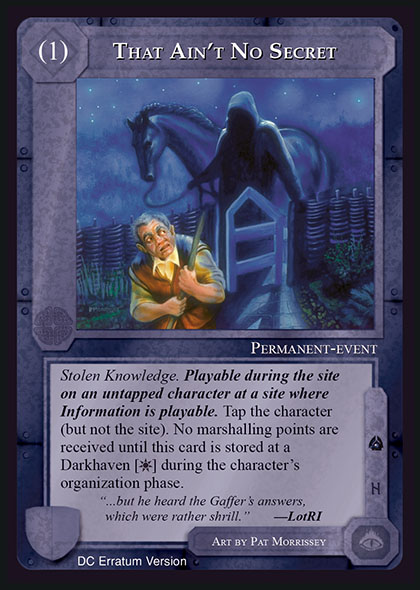 (1)
THAT AIN'T NO SECRET
PERMANENT-EVENT
Stolen Knowledge. Playable during the site
on an untapped character at a site where
Information is playable. Tap the character
(but not the site). No marshalling points are
received until this card is stored at a
Darkhaven [☀] during the character's
organization phase.
"...but he heard the Gaffer's answers,
which were rather shrill." —LotRI
ART BY PAT MORRISSEY
DC Erratum Version